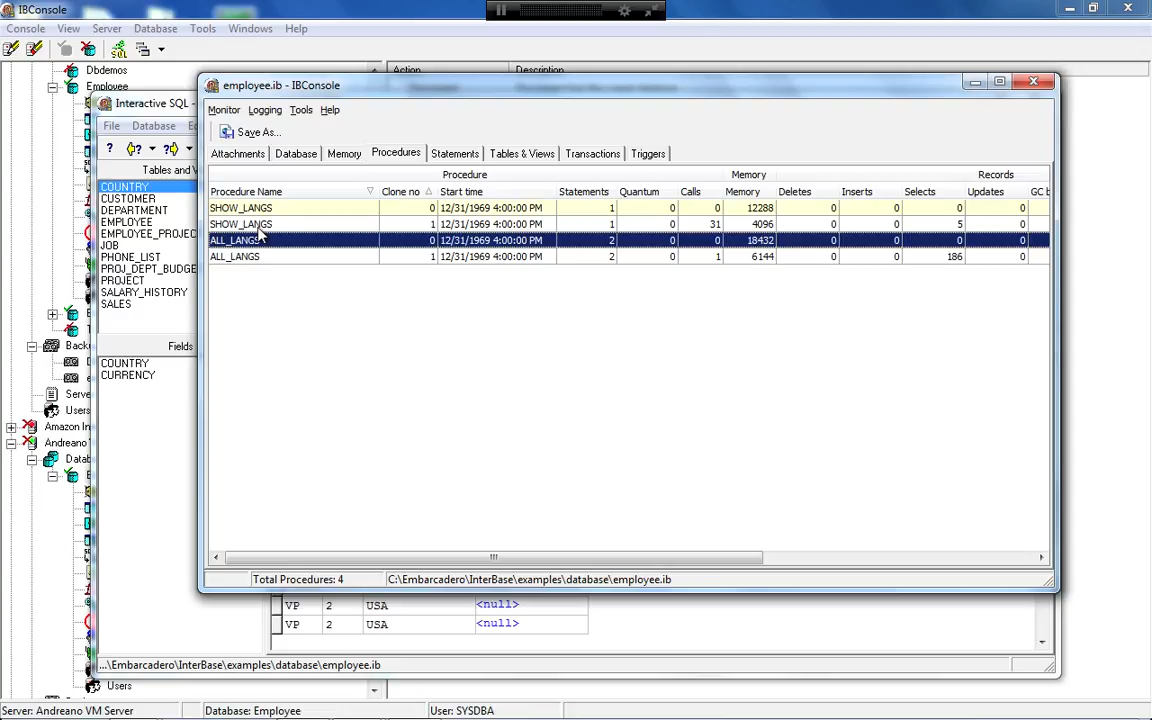 IBConsole
Console View Server Database Tools Windows Help
Dbdemos
Employee
Action Description
employee.ib - IBConsole
Monitor Logging Tools Help
Save As...
Attachments Database Memory Procedures Statements Tables & Views Transactions Triggers
Procedure Memory Records
Procedure Name Clone no Start time Statements Quantum Calls Memory Deletes Inserts Selects Updates GC b
SHOW_LANGS 0 12/31/1969 4:00:00 PM 1 0 0 12288 0 0 0 0
SHOW_LANGS 1 12/31/1969 4:00:00 PM 1 0 31 4096 0 0 5 0
ALL_LANGS 0 12/31/1969 4:00:00 PM 2 0 0 18432 0 0 0 0
ALL_LANGS 1 12/31/1969 4:00:00 PM 2 0 1 6144 0 0 186 0
Total Procedures: 4 C:\Embarcadero\InterBase\examples\database\employee.ib
Interactive SQL -
File Database
Tables and V
COUNTRY
CUSTOMER
DEPARTMENT
EMPLOYEE
EMPLOYEE_PROJEC
JOB
PHONE_LIST
PROJ_DEPT_BUDGE
PROJECT
SALARY_HISTORY
SALES
Fields
COUNTRY
CURRENCY
VP 2 USA <null>
VP 2 USA <null>
...\Embarcadero\InterBase\examples\database\employee.ib
Back
Serve
Users
Amazon In
Andreano
Datab
Users
Server: Andreano VM Server Database: Employee User: SYSDBA